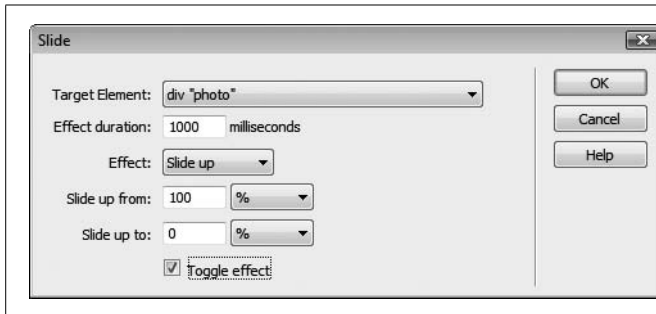 Slide
Target Element: div "photo"
Effect duration: 1000 milliseconds
Effect: Slide up
Slide up from: 100 %
Slide up to: 0 %
Toggle effect
OK
Cancel
Help